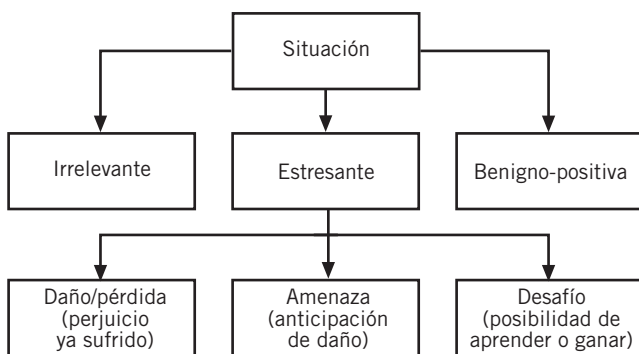 Situación
Irrelevante
Estresante
Benigno-positiva
Daño/pérdida
(perjuicio
ya sufrido)
Amenaza
(anticipación
de daño)
Desafío
(posibilidad de
aprender o ganar)